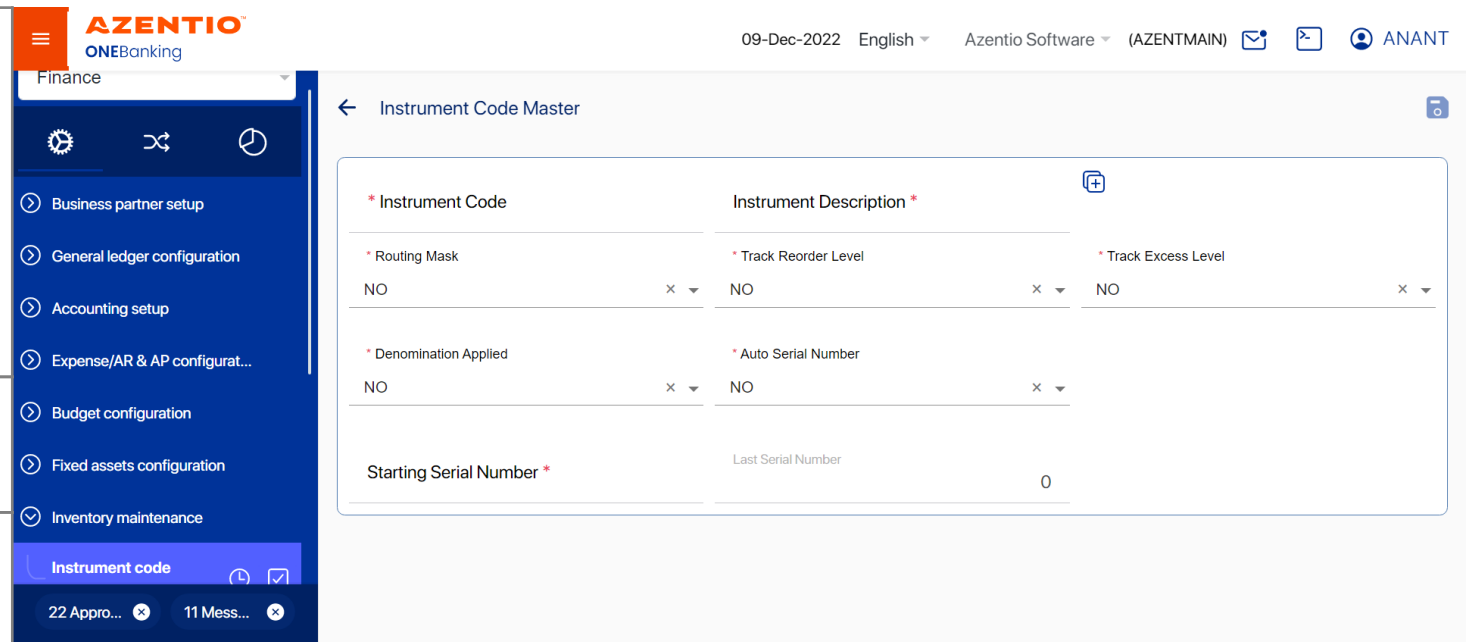 AZENTIO™
ONEBanking
09-Dec-2022 English Azentio Software (AZENTMAIN) ANANT
Finance
Instrument Code Master
Business partner setup
General ledger configuration
Accounting setup
Expense/AR & AP configurat...
Budget configuration
Fixed assets configuration
Inventory maintenance
Instrument code
22 Appro... 11 Mess...
* Instrument Code Instrument Description *
* Routing Mask * Track Reorder Level * Track Excess Level
NO NO NO
* Denomination Applied * Auto Serial Number
NO NO
Starting Serial Number * Last Serial Number
0